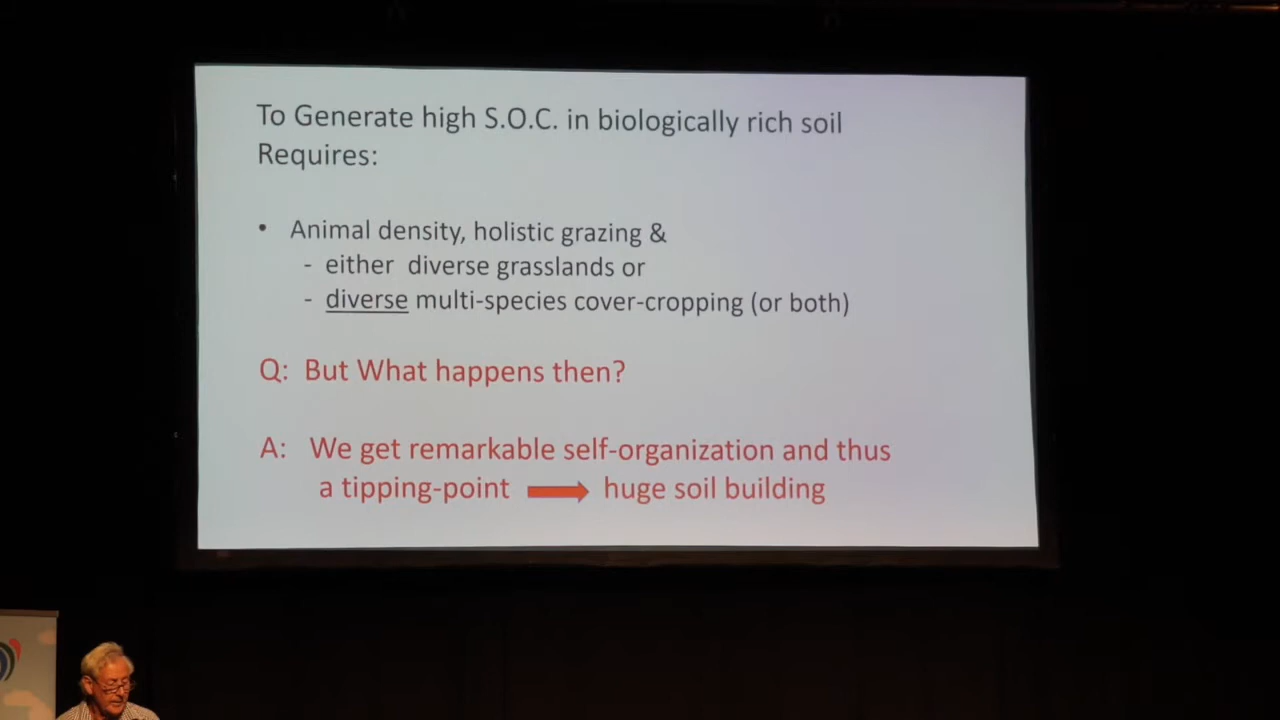 To Generate high S.O.C. in biologically rich soil
Requires:
• Animal density, holistic grazing &
- either diverse grasslands or
- diverse multi-species cover-cropping (or both)
Q: But What happens then?
A: We get remarkable self-organization and thus
a tipping-point → huge soil building